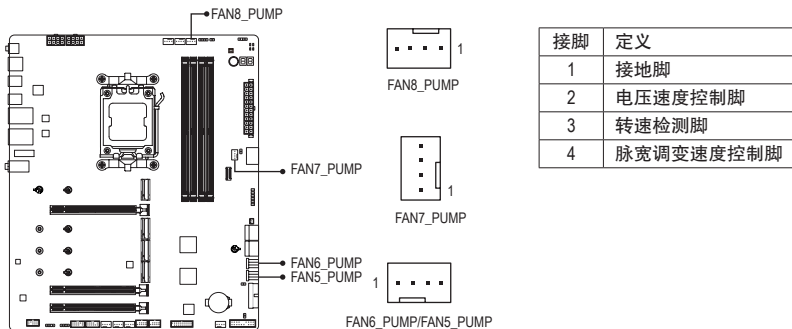 FAN8_PUMP
FAN7_PUMP
FAN6_PUMP
FAN5_PUMP
1
FAN8_PUMP
1
FAN7_PUMP
1
FAN6_PUMP/FAN5_PUMP
接脚 定义
1 接地脚
2 电压速度控制脚
3 转速检测脚
4 脉宽调变速度控制脚